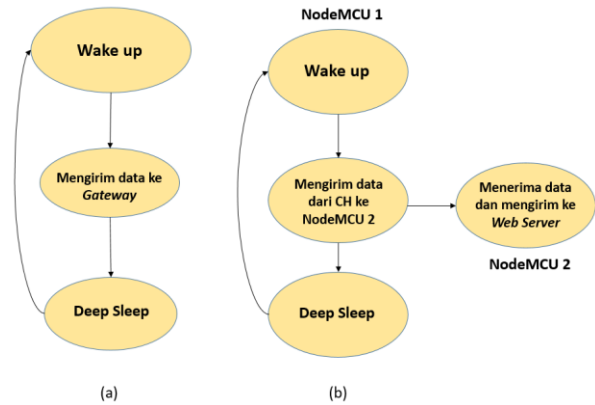 Wake up
Mengirim data ke
Gateway
Deep Sleep
(a)
NodeMCU 1
Wake up
Mengirim data
dari CH ke
NodeMCU 2
Menerima data
dan mengirim ke
Web Server
NodeMCU 2
Deep Sleep
(b)